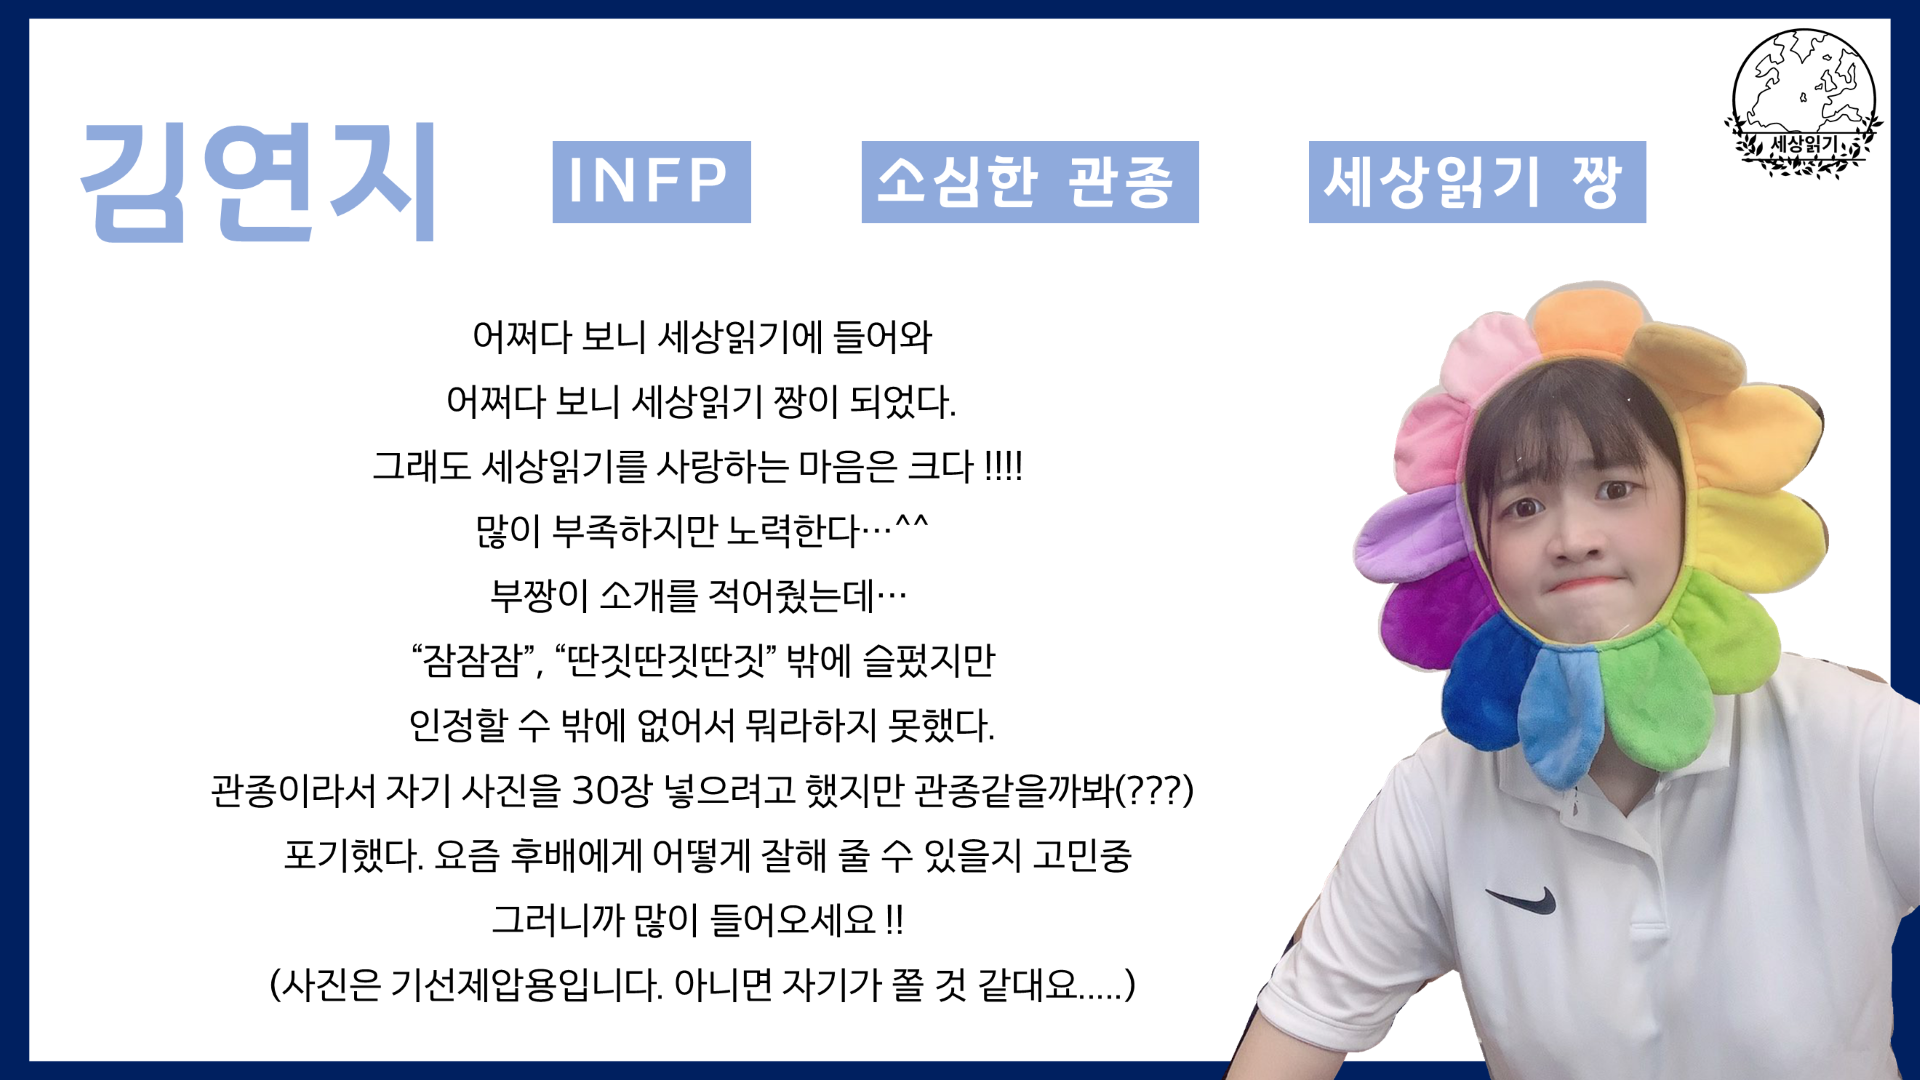 세상읽기
김연지
INFP
소심한 관종
세상읽기 짱
어쩌다 보니 세상읽기에 들어와
어쩌다 보니 세상읽기 짱이 되었다.
그래도 세상읽기를 사랑하는 마음은 크다 !!!!
많이 부족하지만 노력한다…^^
부짱이 소개를 적어줬는데…
“잠잠잠”, “딴짓딴짓딴짓” 밖에 슬펐지만
인정할 수 밖에 없어서 뭐라하지 못했다.
관종이라서 자기 사진을 30장 넣으려고 했지만 관종같을까봐(???)
포기했다. 요즘 후배에게 어떻게 잘해 줄 수 있을지 고민중
그러니까 많이 들어오세요 !!
(사진은 기선제압용입니다. 아니면 자기가 쫄 것 같대요.....)